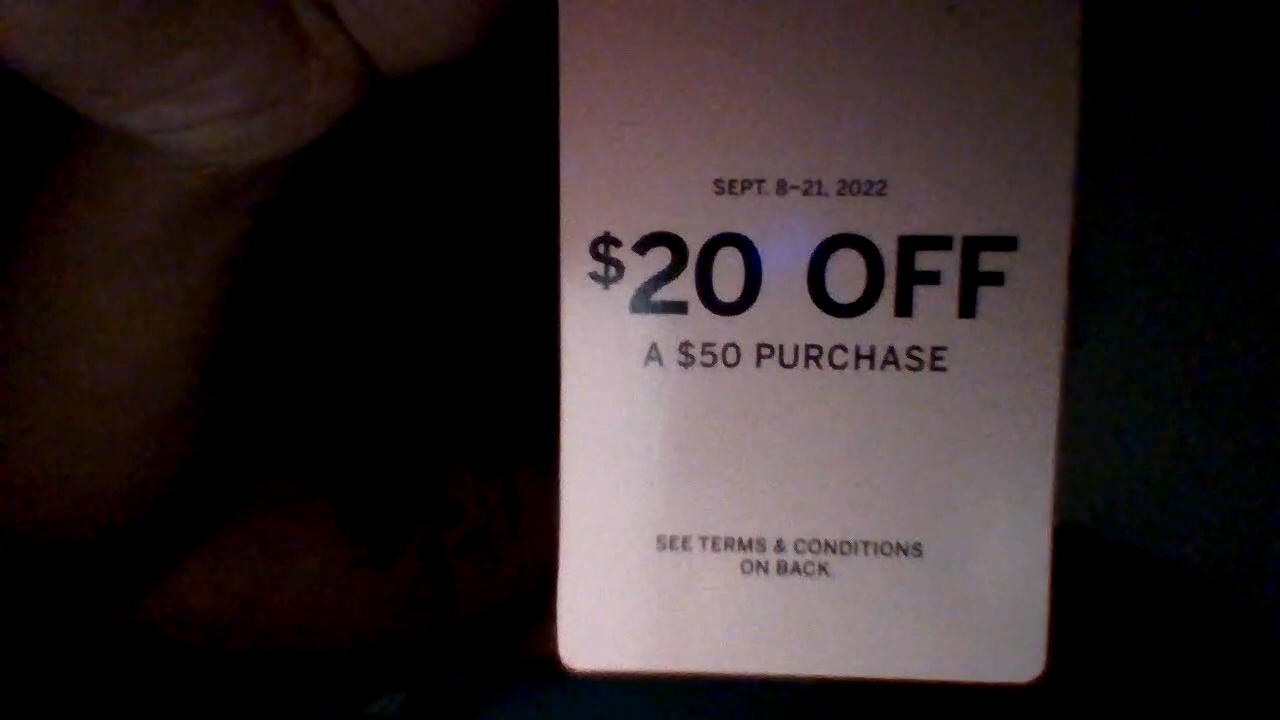 SEPT. 8-21, 2022
$20 OFF
A $50 PURCHASE
SEE TERMS & CONDITIONS
ON BACK.